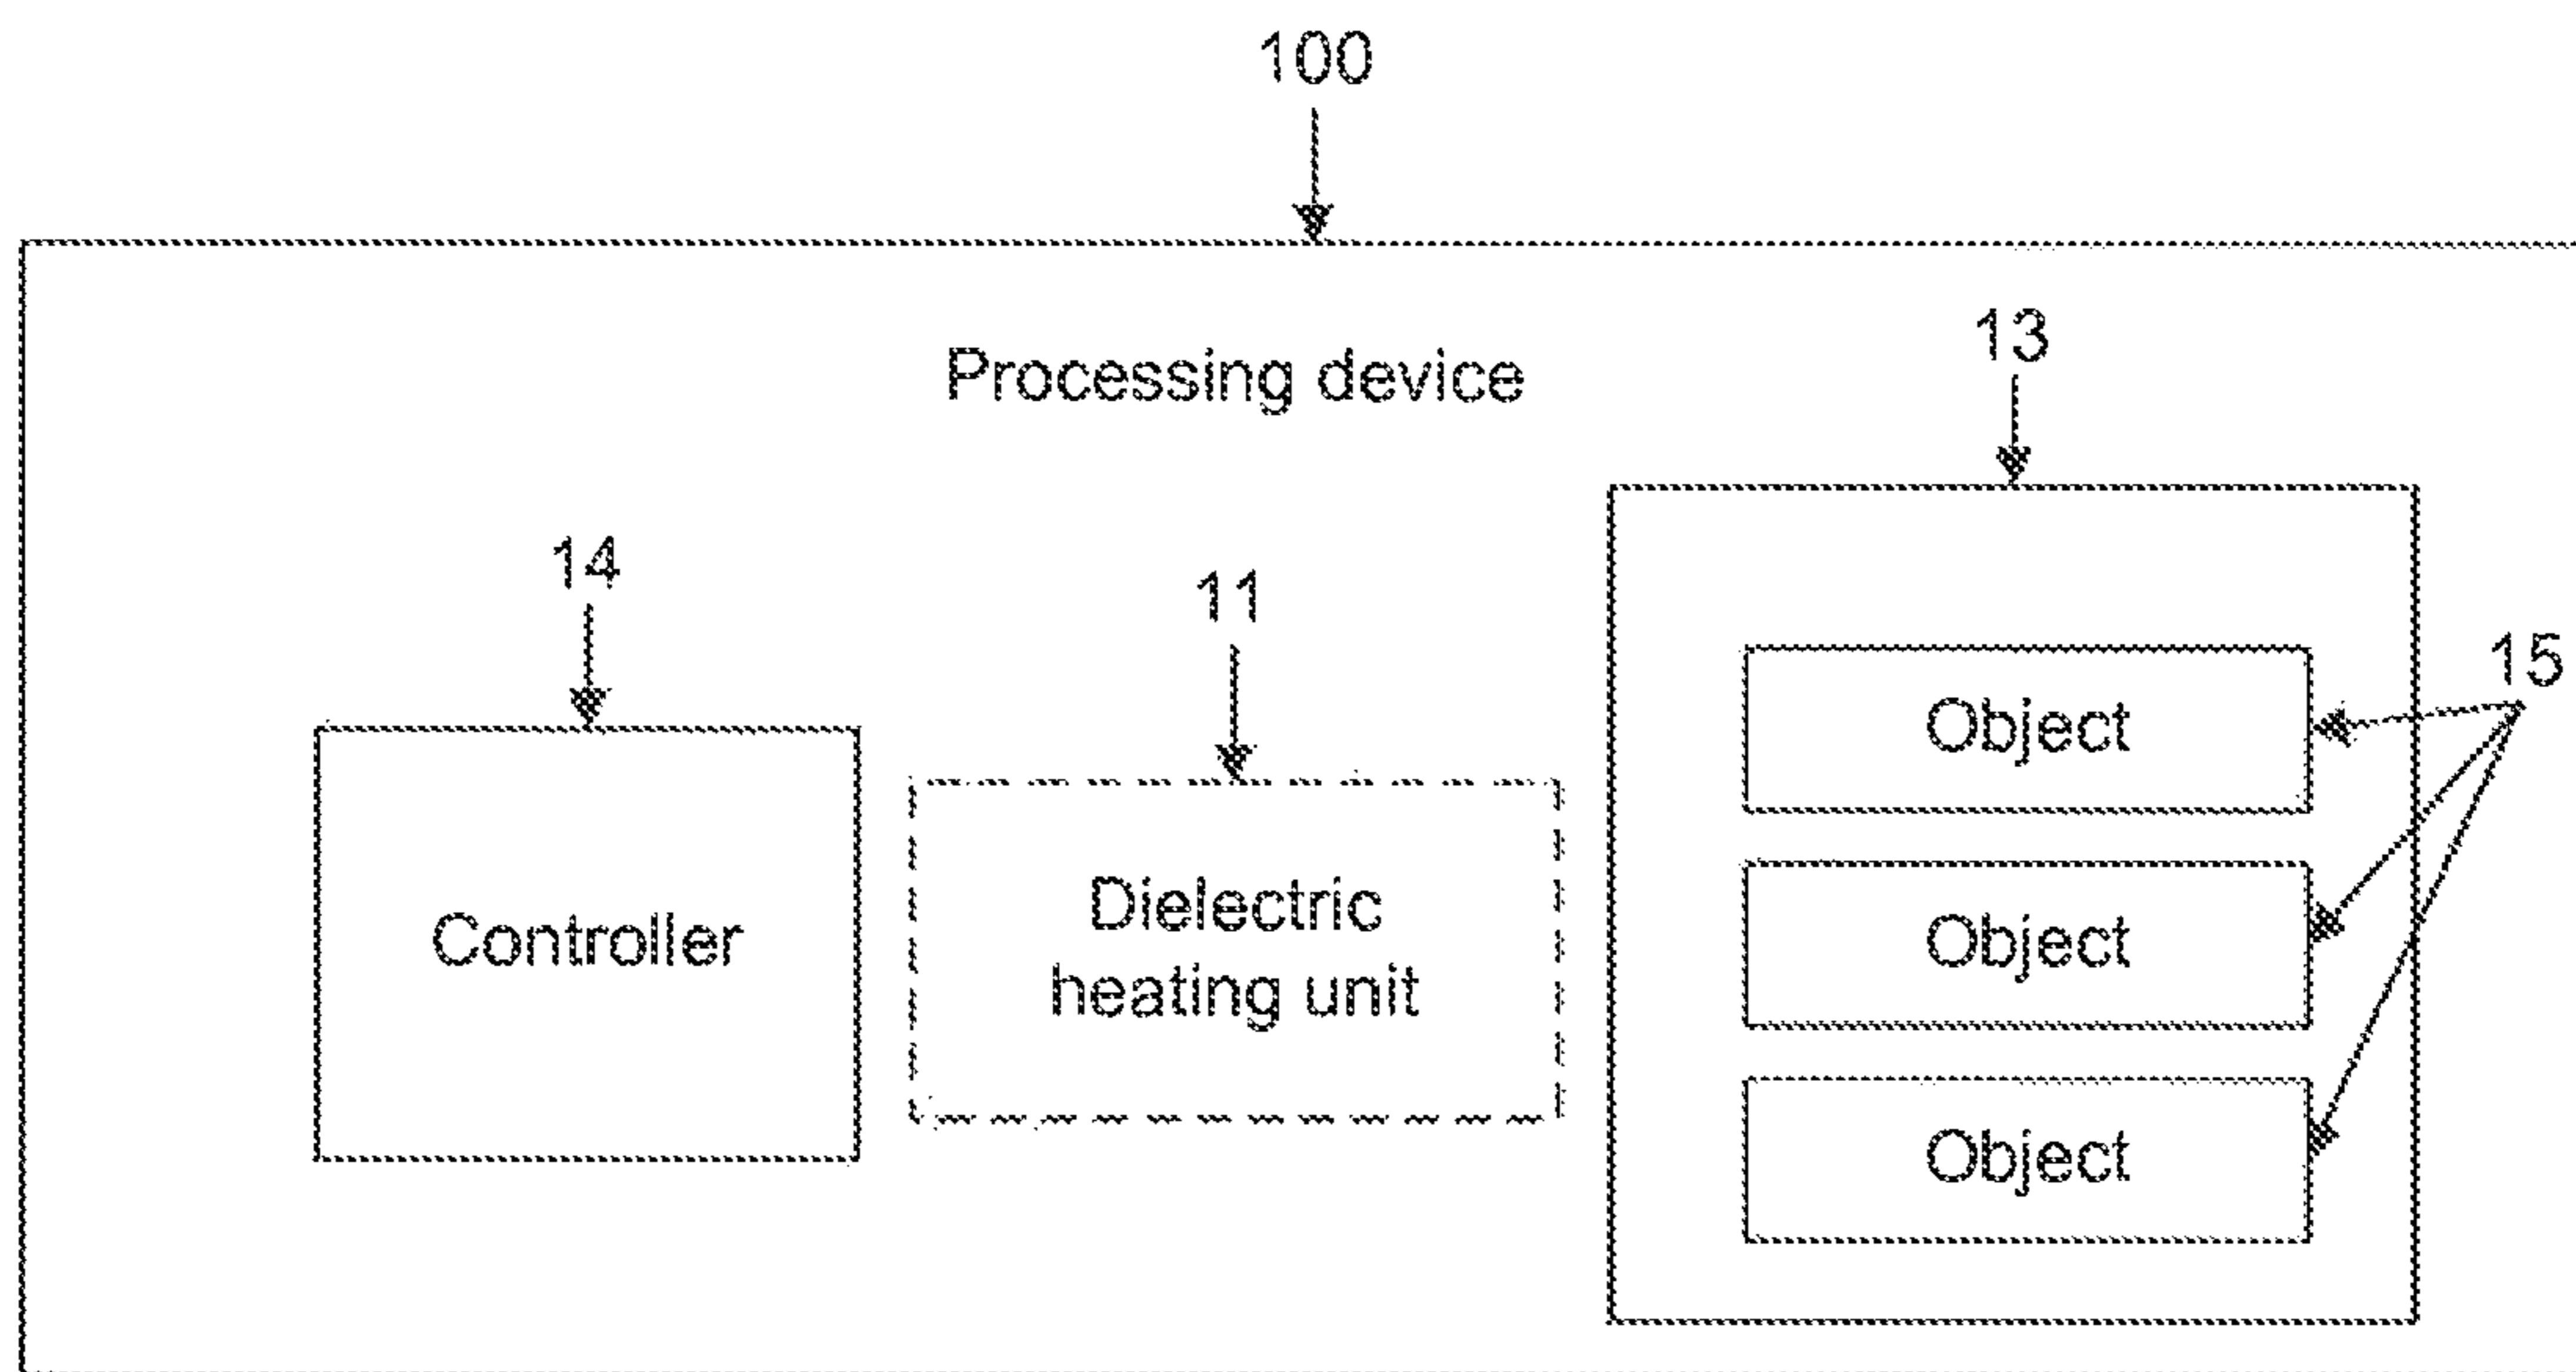 100
Processing device
13
14
11
15
Controller
Dielectric
heating unit
Object
Object
Object